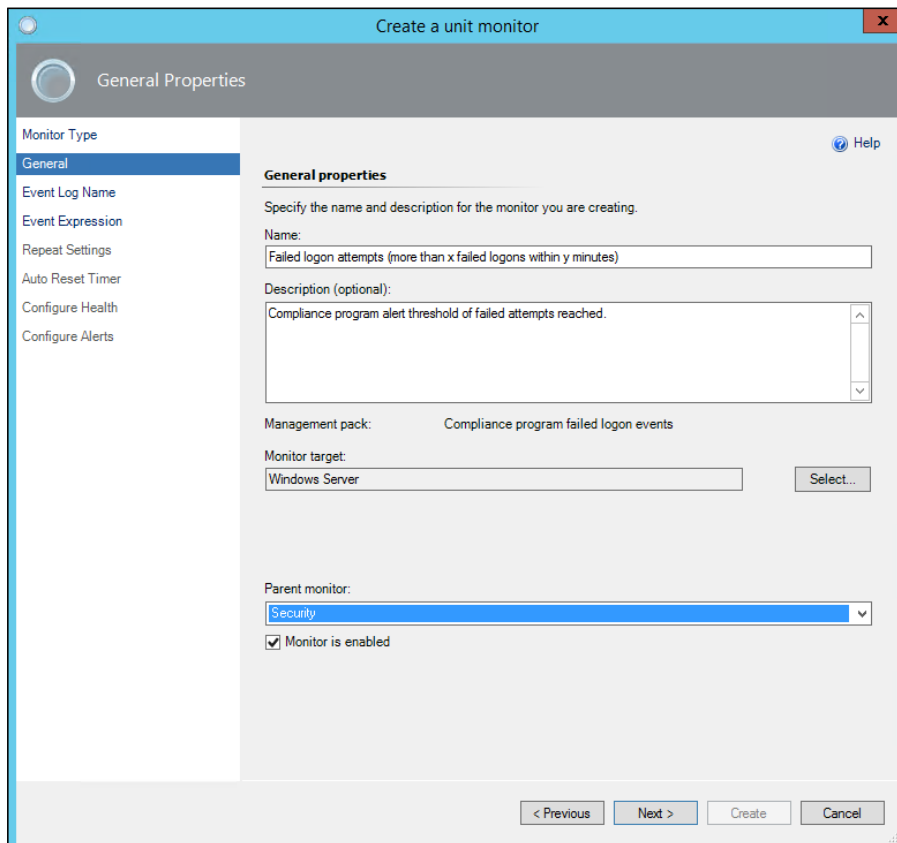 Create a unit monitor
x
General Properties
Monitor Type
General
Event Log Name
Event Expression
Repeat Settings
Auto Reset Timer
Configure Health
Configure Alerts
Help
General properties
Specify the name and description for the monitor you are creating.
Name:
Failed logon attempts (more than x failed logons within y minutes)
Description (optional):
Compliance program alert threshold of failed attempts reached.
Management pack: Compliance program failed logon events
Monitor target:
Windows Server Select...
Parent monitor:
Security
Monitor is enabled
< Previous Next > Create Cancel